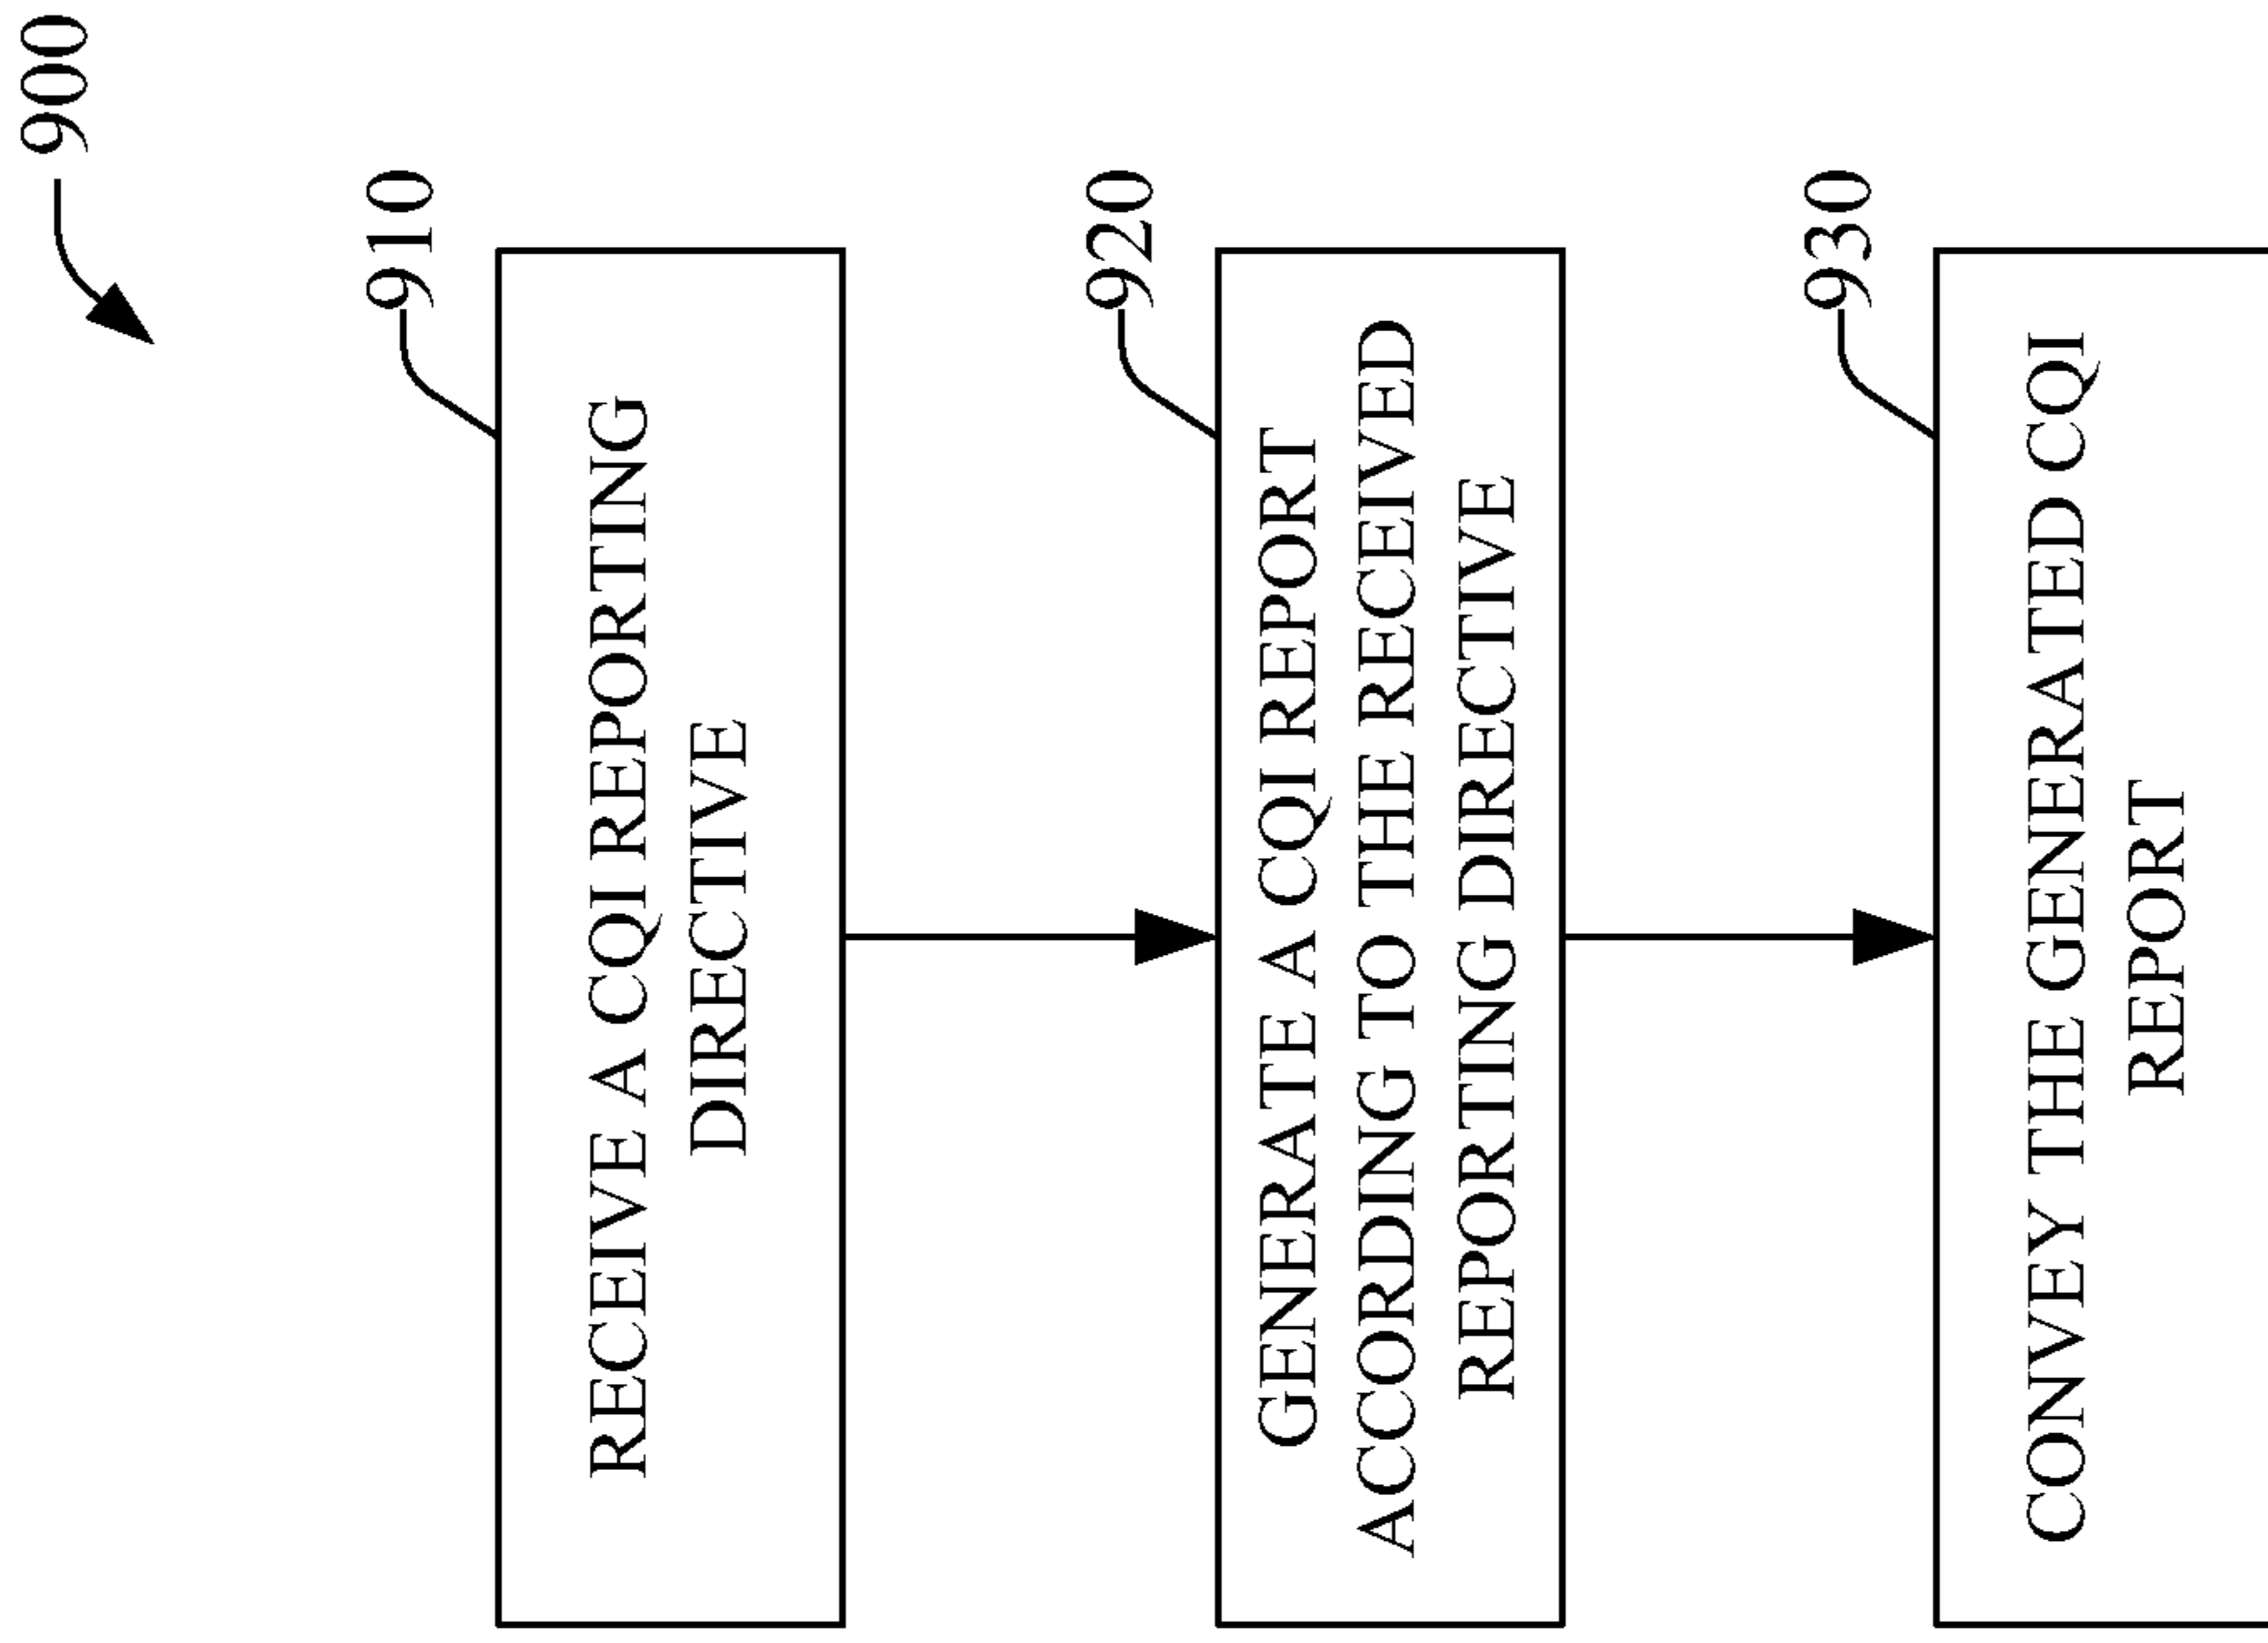 900
910
RECEIVE A CQI REPORTING
DIRECTIVE
920
GENERATE A CQI REPORT
ACCORDING TO THE RECEIVED
REPORTING DIRECTIVE
930
CONVEY THE GENERATED CQI
REPORT